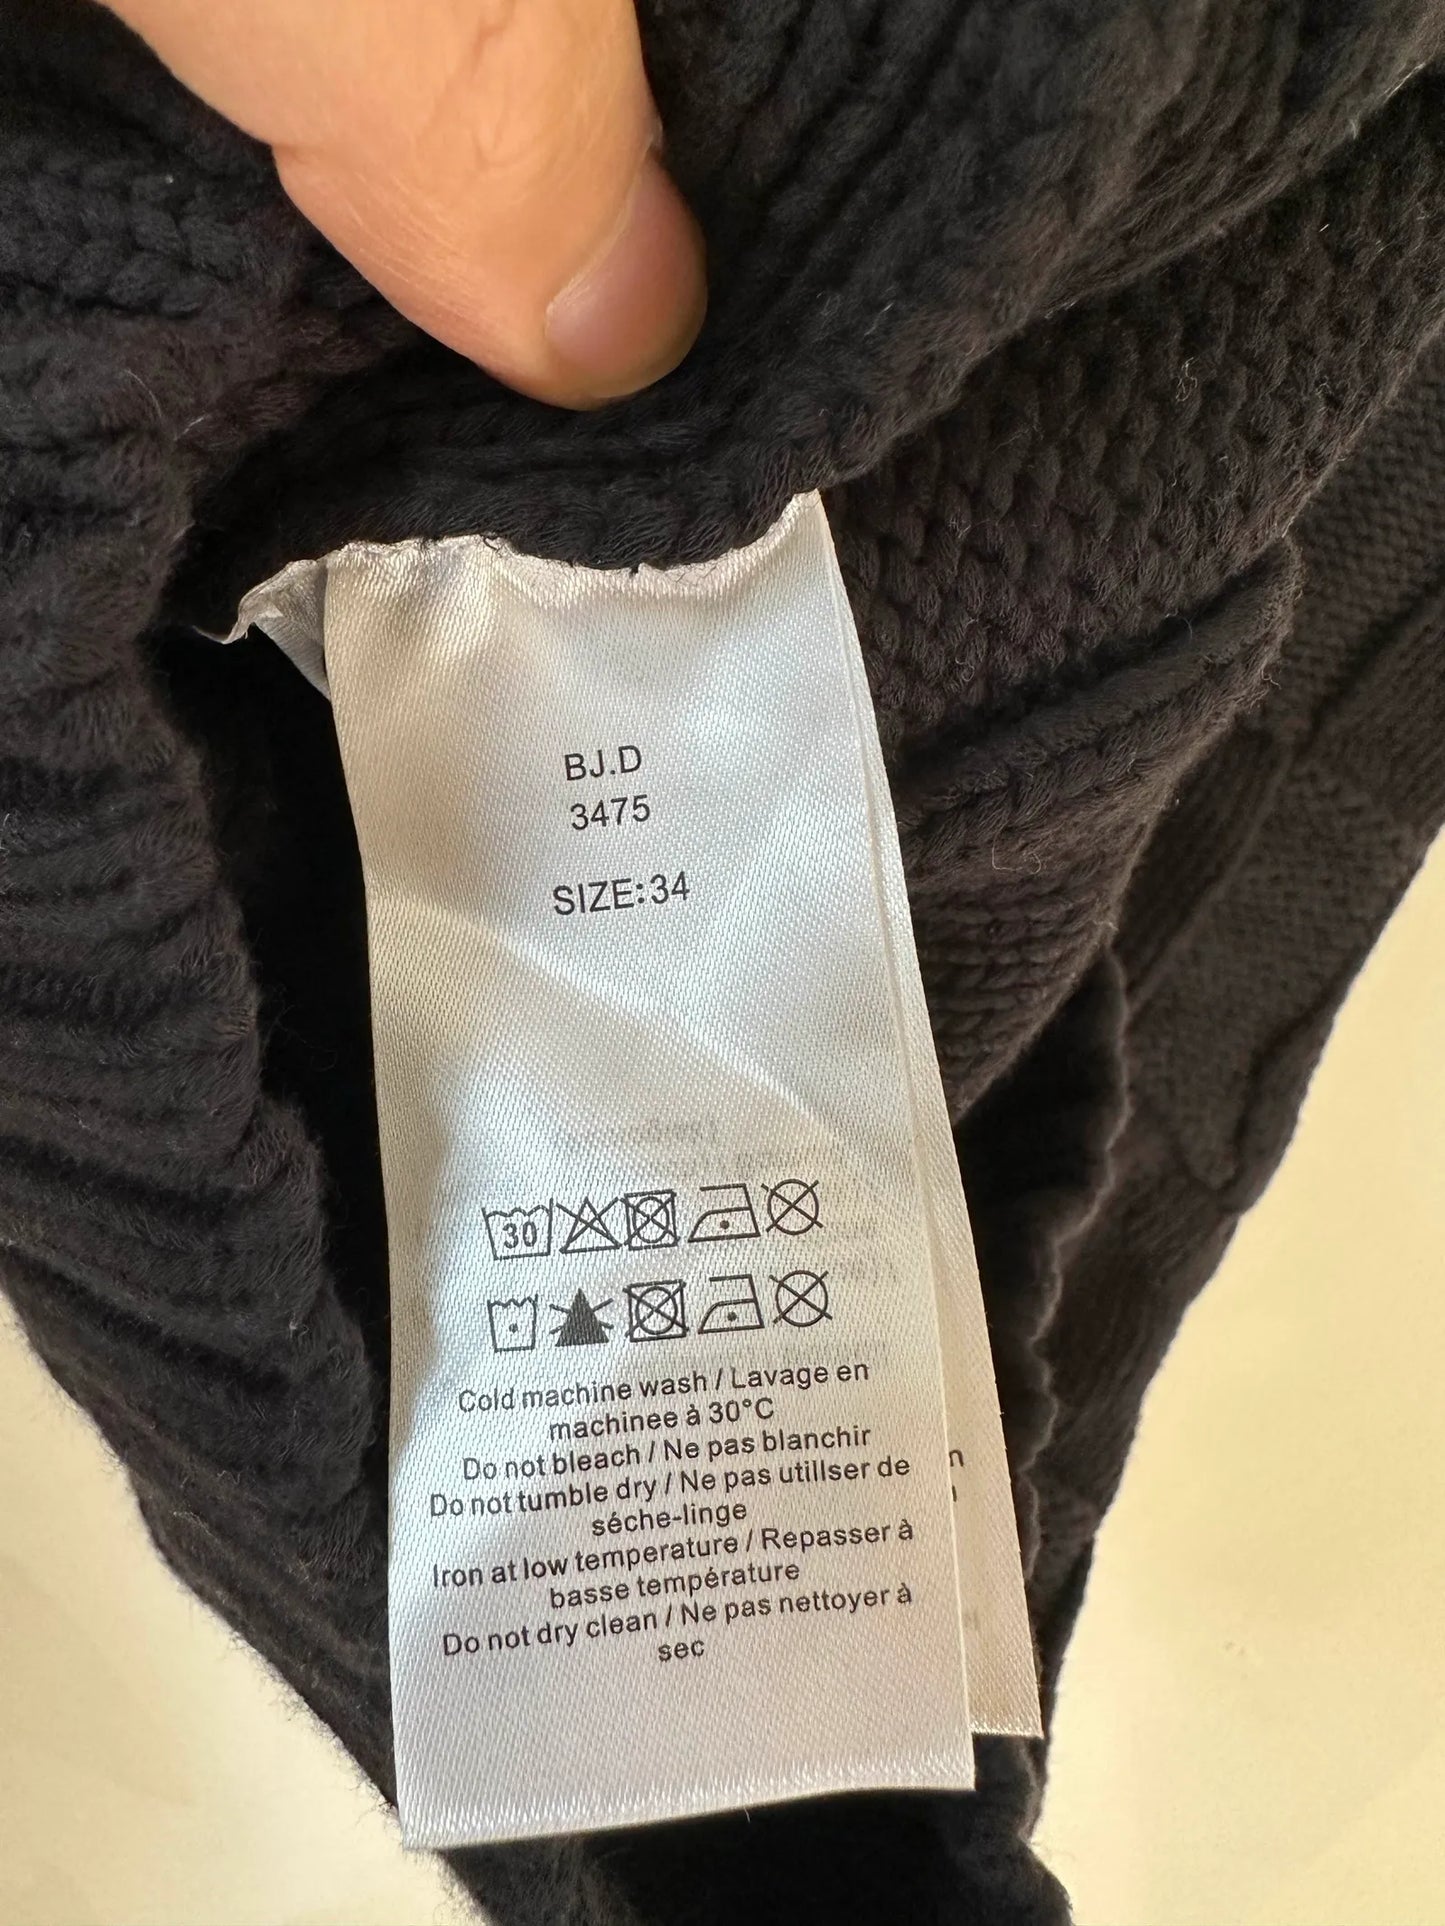 BJ.D
3475
SIZE:34
30
Cold machine wash / Lavage en
machinee à 30°C
Do not bleach / Ne pas blanchir
Do not tumble dry / Ne pas utillser de
séche-linge
Iron at low temperature / Repasser à
basse température
Do not dry clean / Ne pas nettoyer à
sec